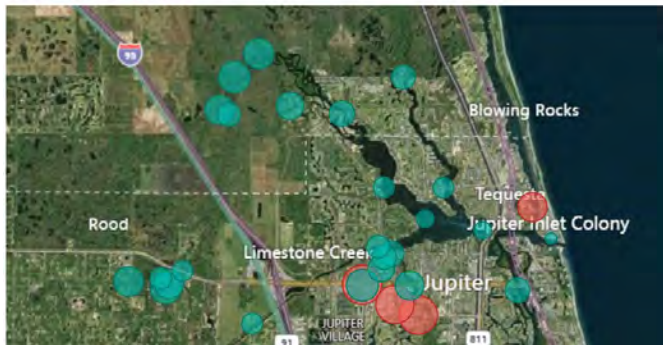 95
Blowing Rocks
Tequesta
Jupiter Inlet Colony
Rood
Limestone Creek
Jupiter
JUPITER
VILLAGE
91
811